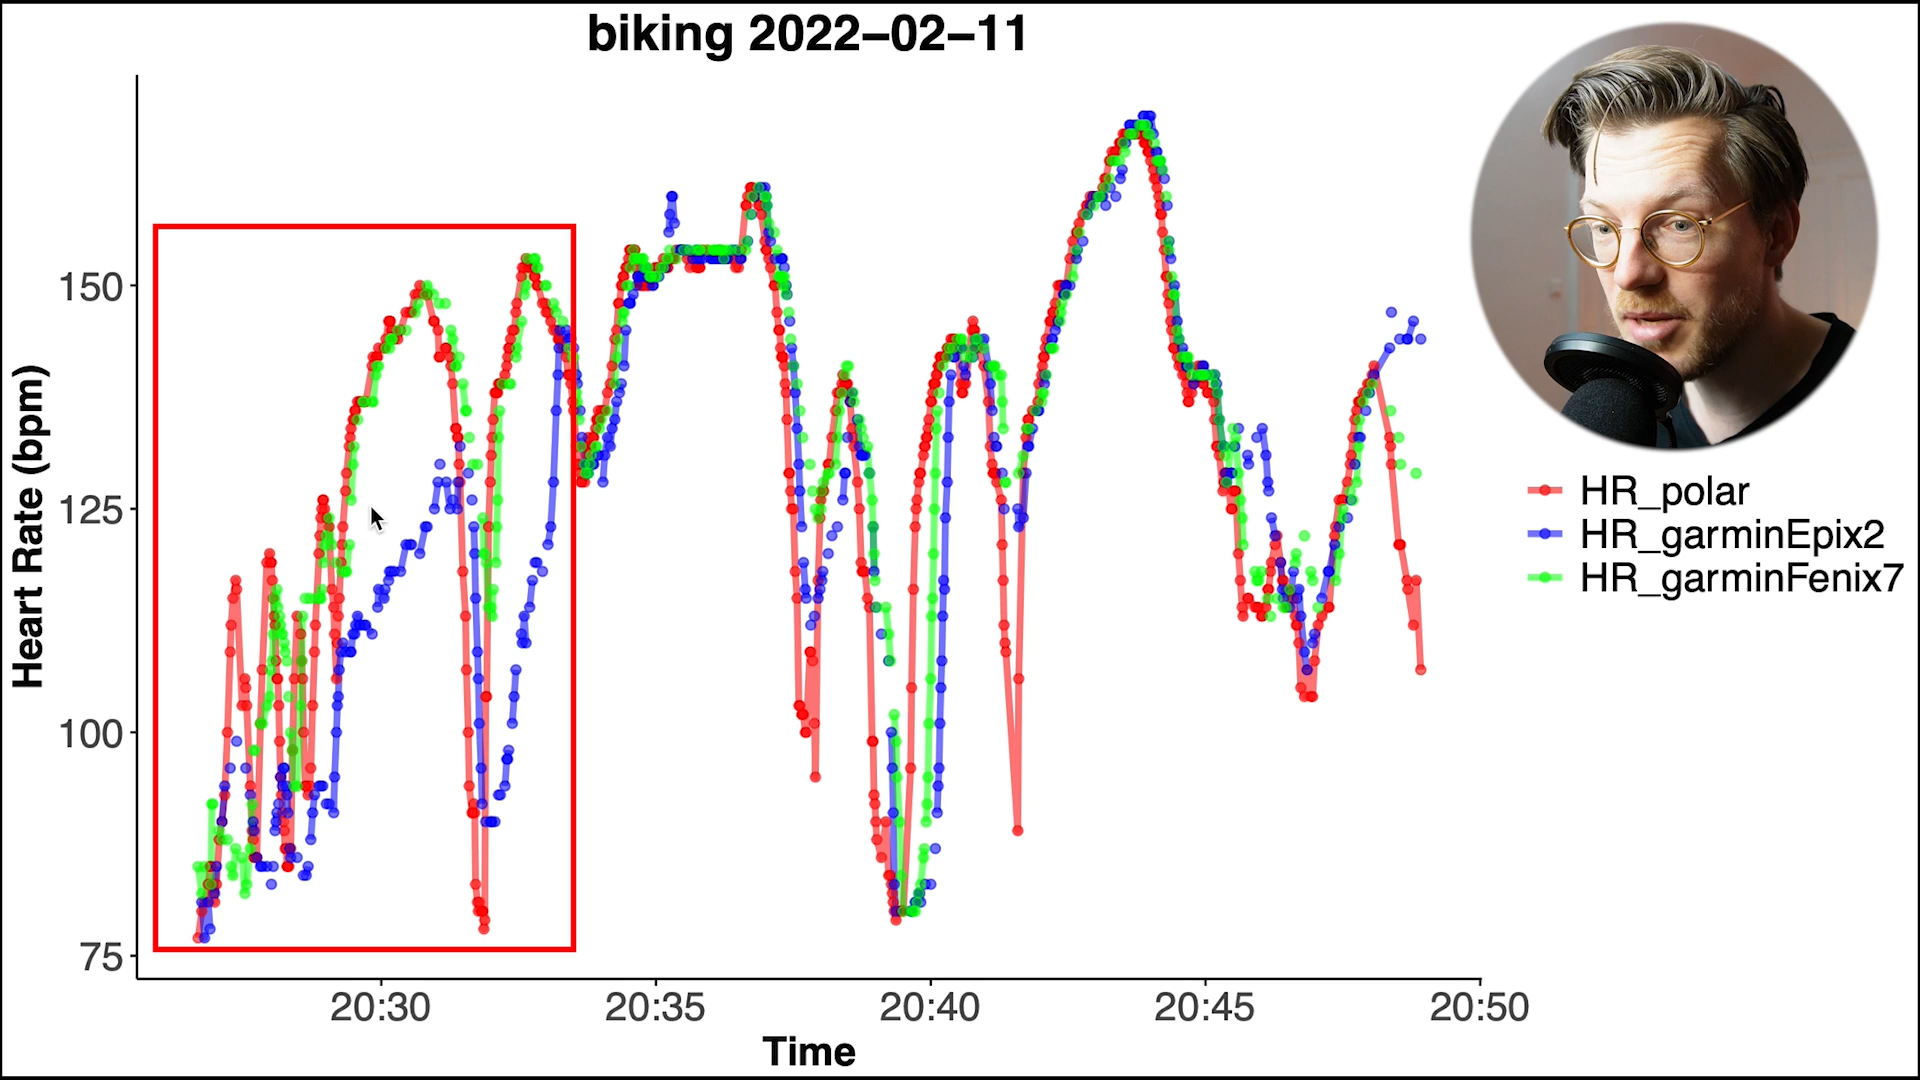 biking 2022–02–11
Heart Rate (bpm)
150
125
100
75
20:30
20:35
20:40
20:45
20:50
Time
HR_polar
HR_garminEpix2
HR_garminFenix7